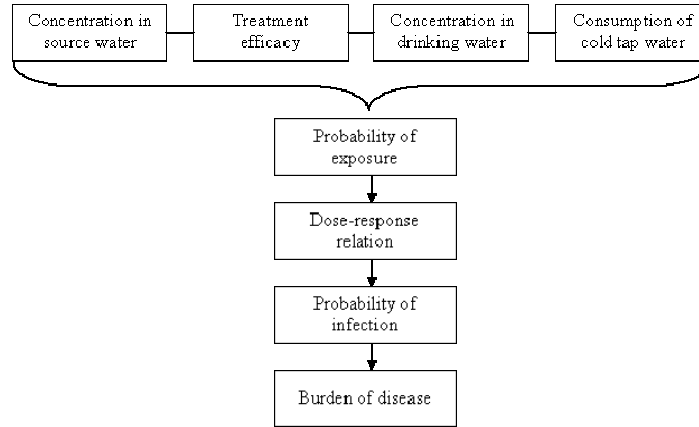 Concentration in
source water
Treatment
efficacy
Concentration in
drinking water
Consumption of
cold tap water
Probability of
exposure
Dose-response
relation
Probability of
infection
Burden of disease